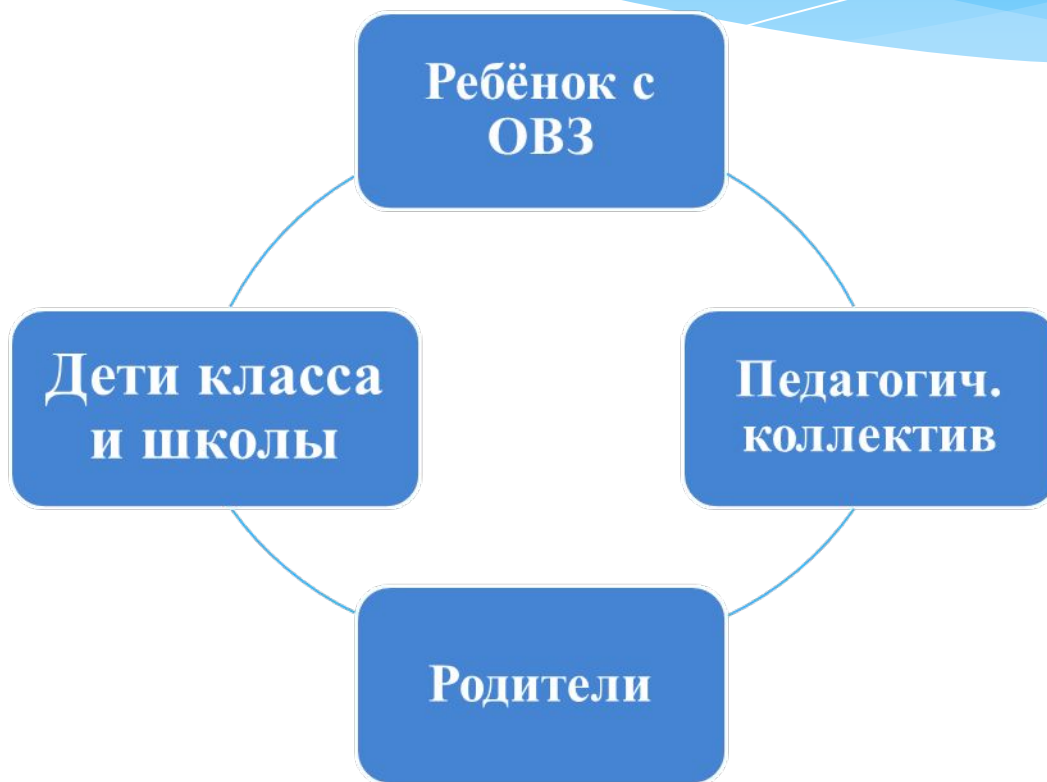 Ребёнок с
ОВЗ
Дети класса
и школы
Педагогич.
коллектив
Родители